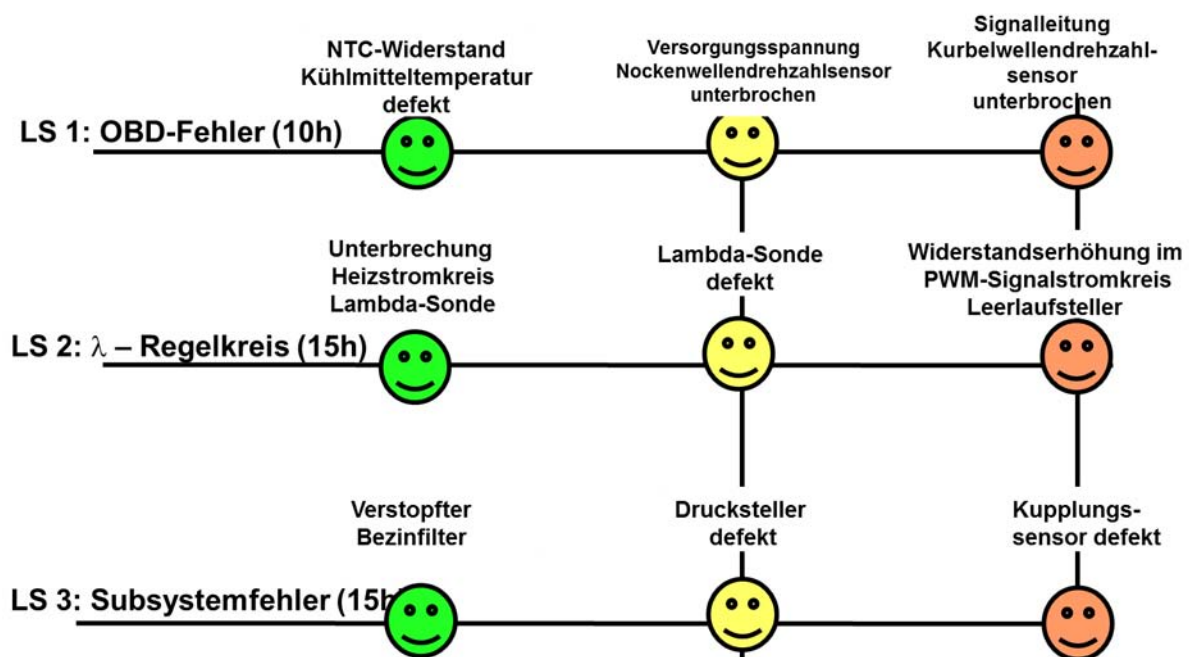 NTC-Widerstand
Kühlmitteltemperatur
defekt
Versorgungsspannung
Nockenwellendrehzahlsensor
unterbrochen
Signalleitung
Kurbelwellendrehzahl-
sensor
unterbrochen
LS 1: OBD-Fehler (10h)
Unterbrechung
Heizstromkreis
Lambda-Sonde
Lambda-Sonde
defekt
Widerstandserhöhung im
PWM-Signalstromkreis
Leerlaufsteller
LS 2: λ – Regelkreis (15h)
Verstopfter
Bezinfilter
Drucksteller
defekt
Kupplungs-
sensor defekt
LS 3: Subsystemfehler (15h